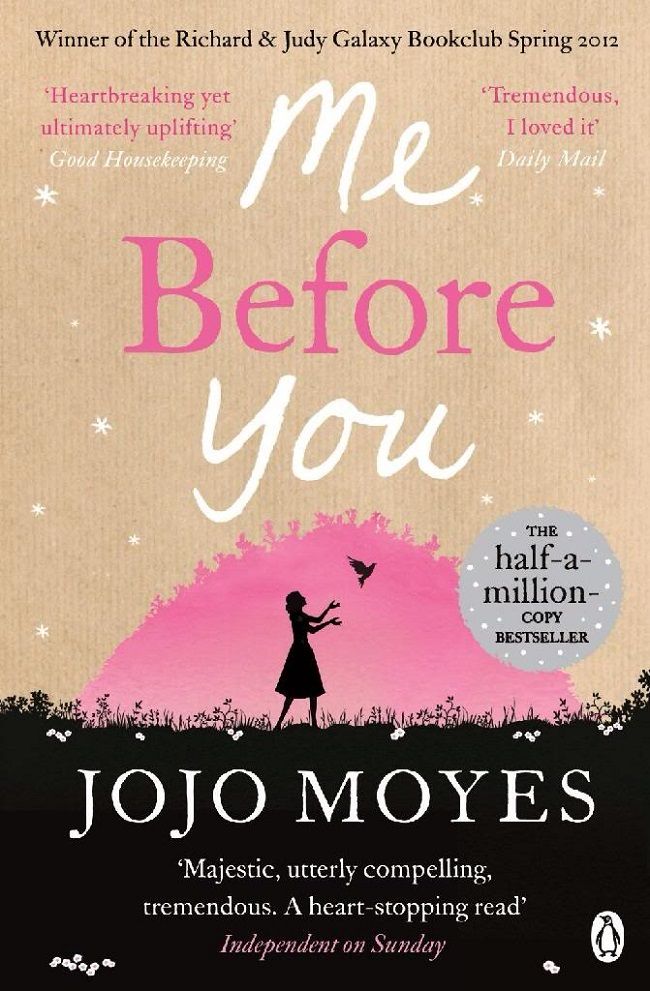 Winner of the Richard & Judy Galaxy Bookclub Spring 2012
‘Heartbreaking yet
ultimately uplifting’
Good Housekeeping
‘Tremendous,
I loved it’
Daily Mail
Me
Before
you
THE
half-a-
million-
COPY
BESTSELLER
JOJO MOYES
‘Majestic, utterly compelling,
tremendous. A heart-stopping read’
Independent on Sunday